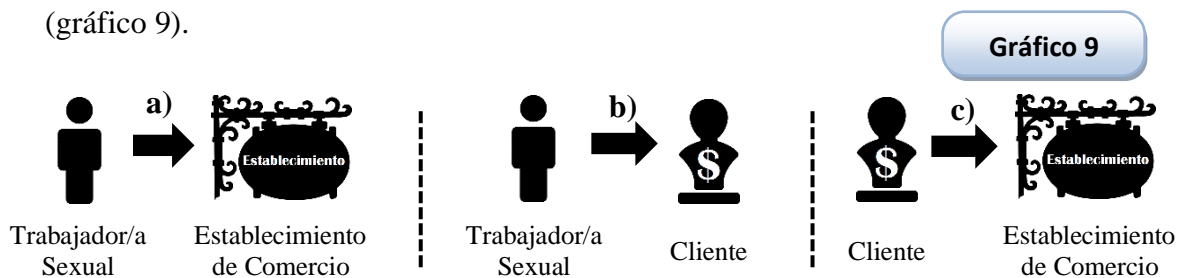 (gráfico 9).
Gráfico 9
a)
b)
c)
Establecimiento
$
$
Establecimiento
Trabajador/a
Sexual
Establecimiento
de Comercio
Trabajador/a
Sexual
Cliente
Cliente
Establecimiento
de Comercio